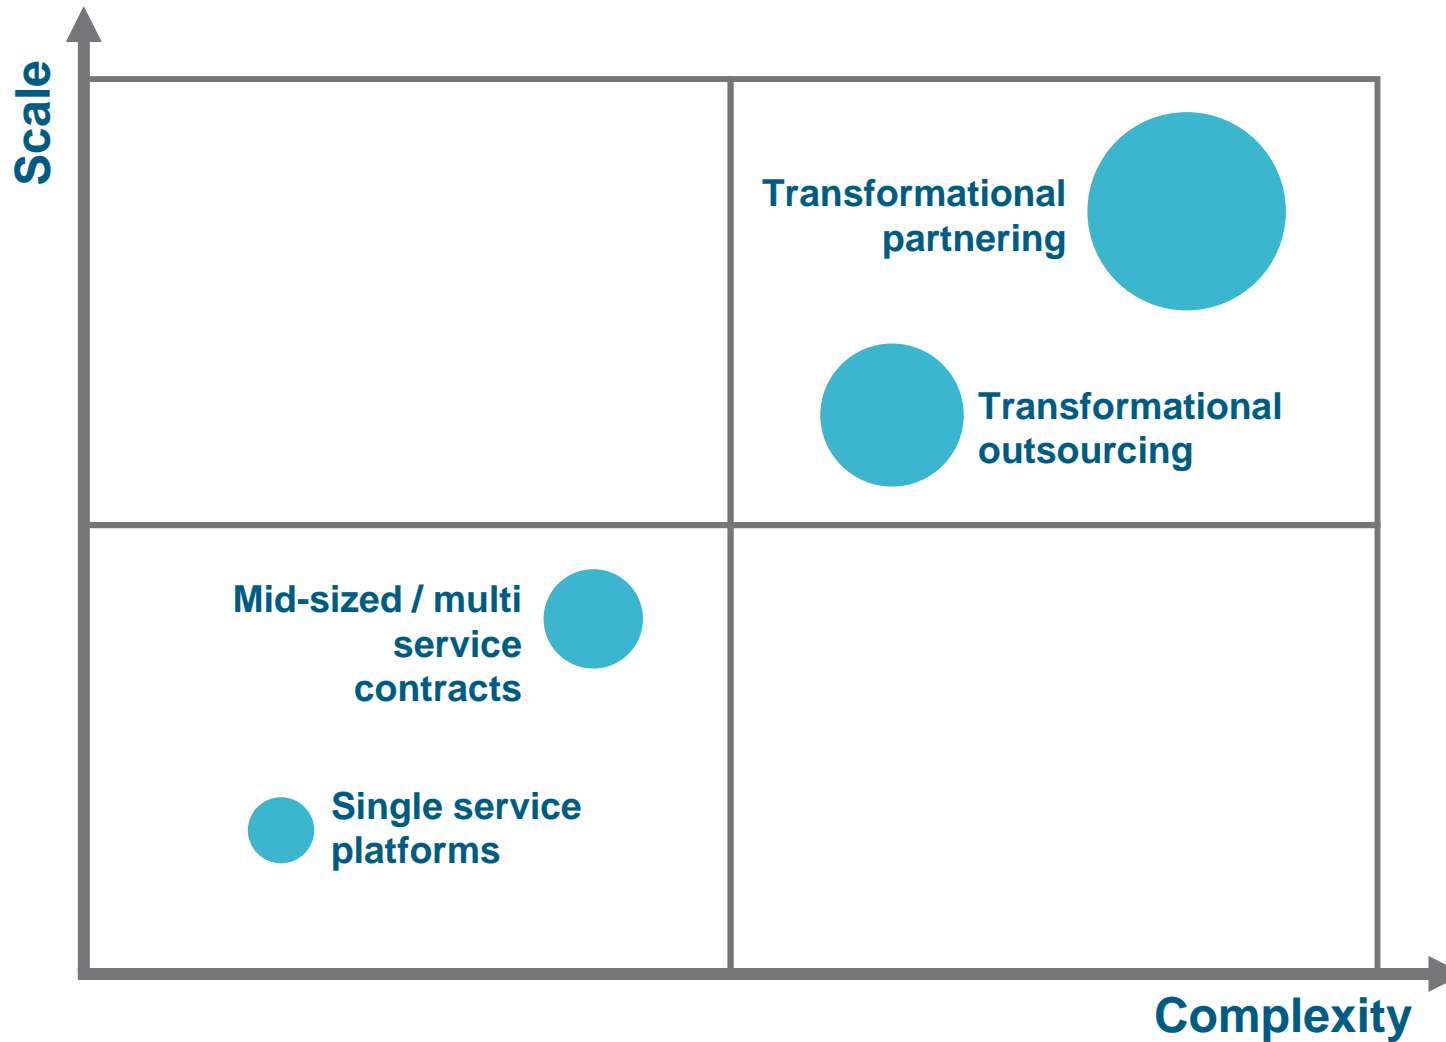 Scale
Transformational
partnering
Transformational
outsourcing
Mid-sized / multi
service
contracts
Single service
platforms
Complexity